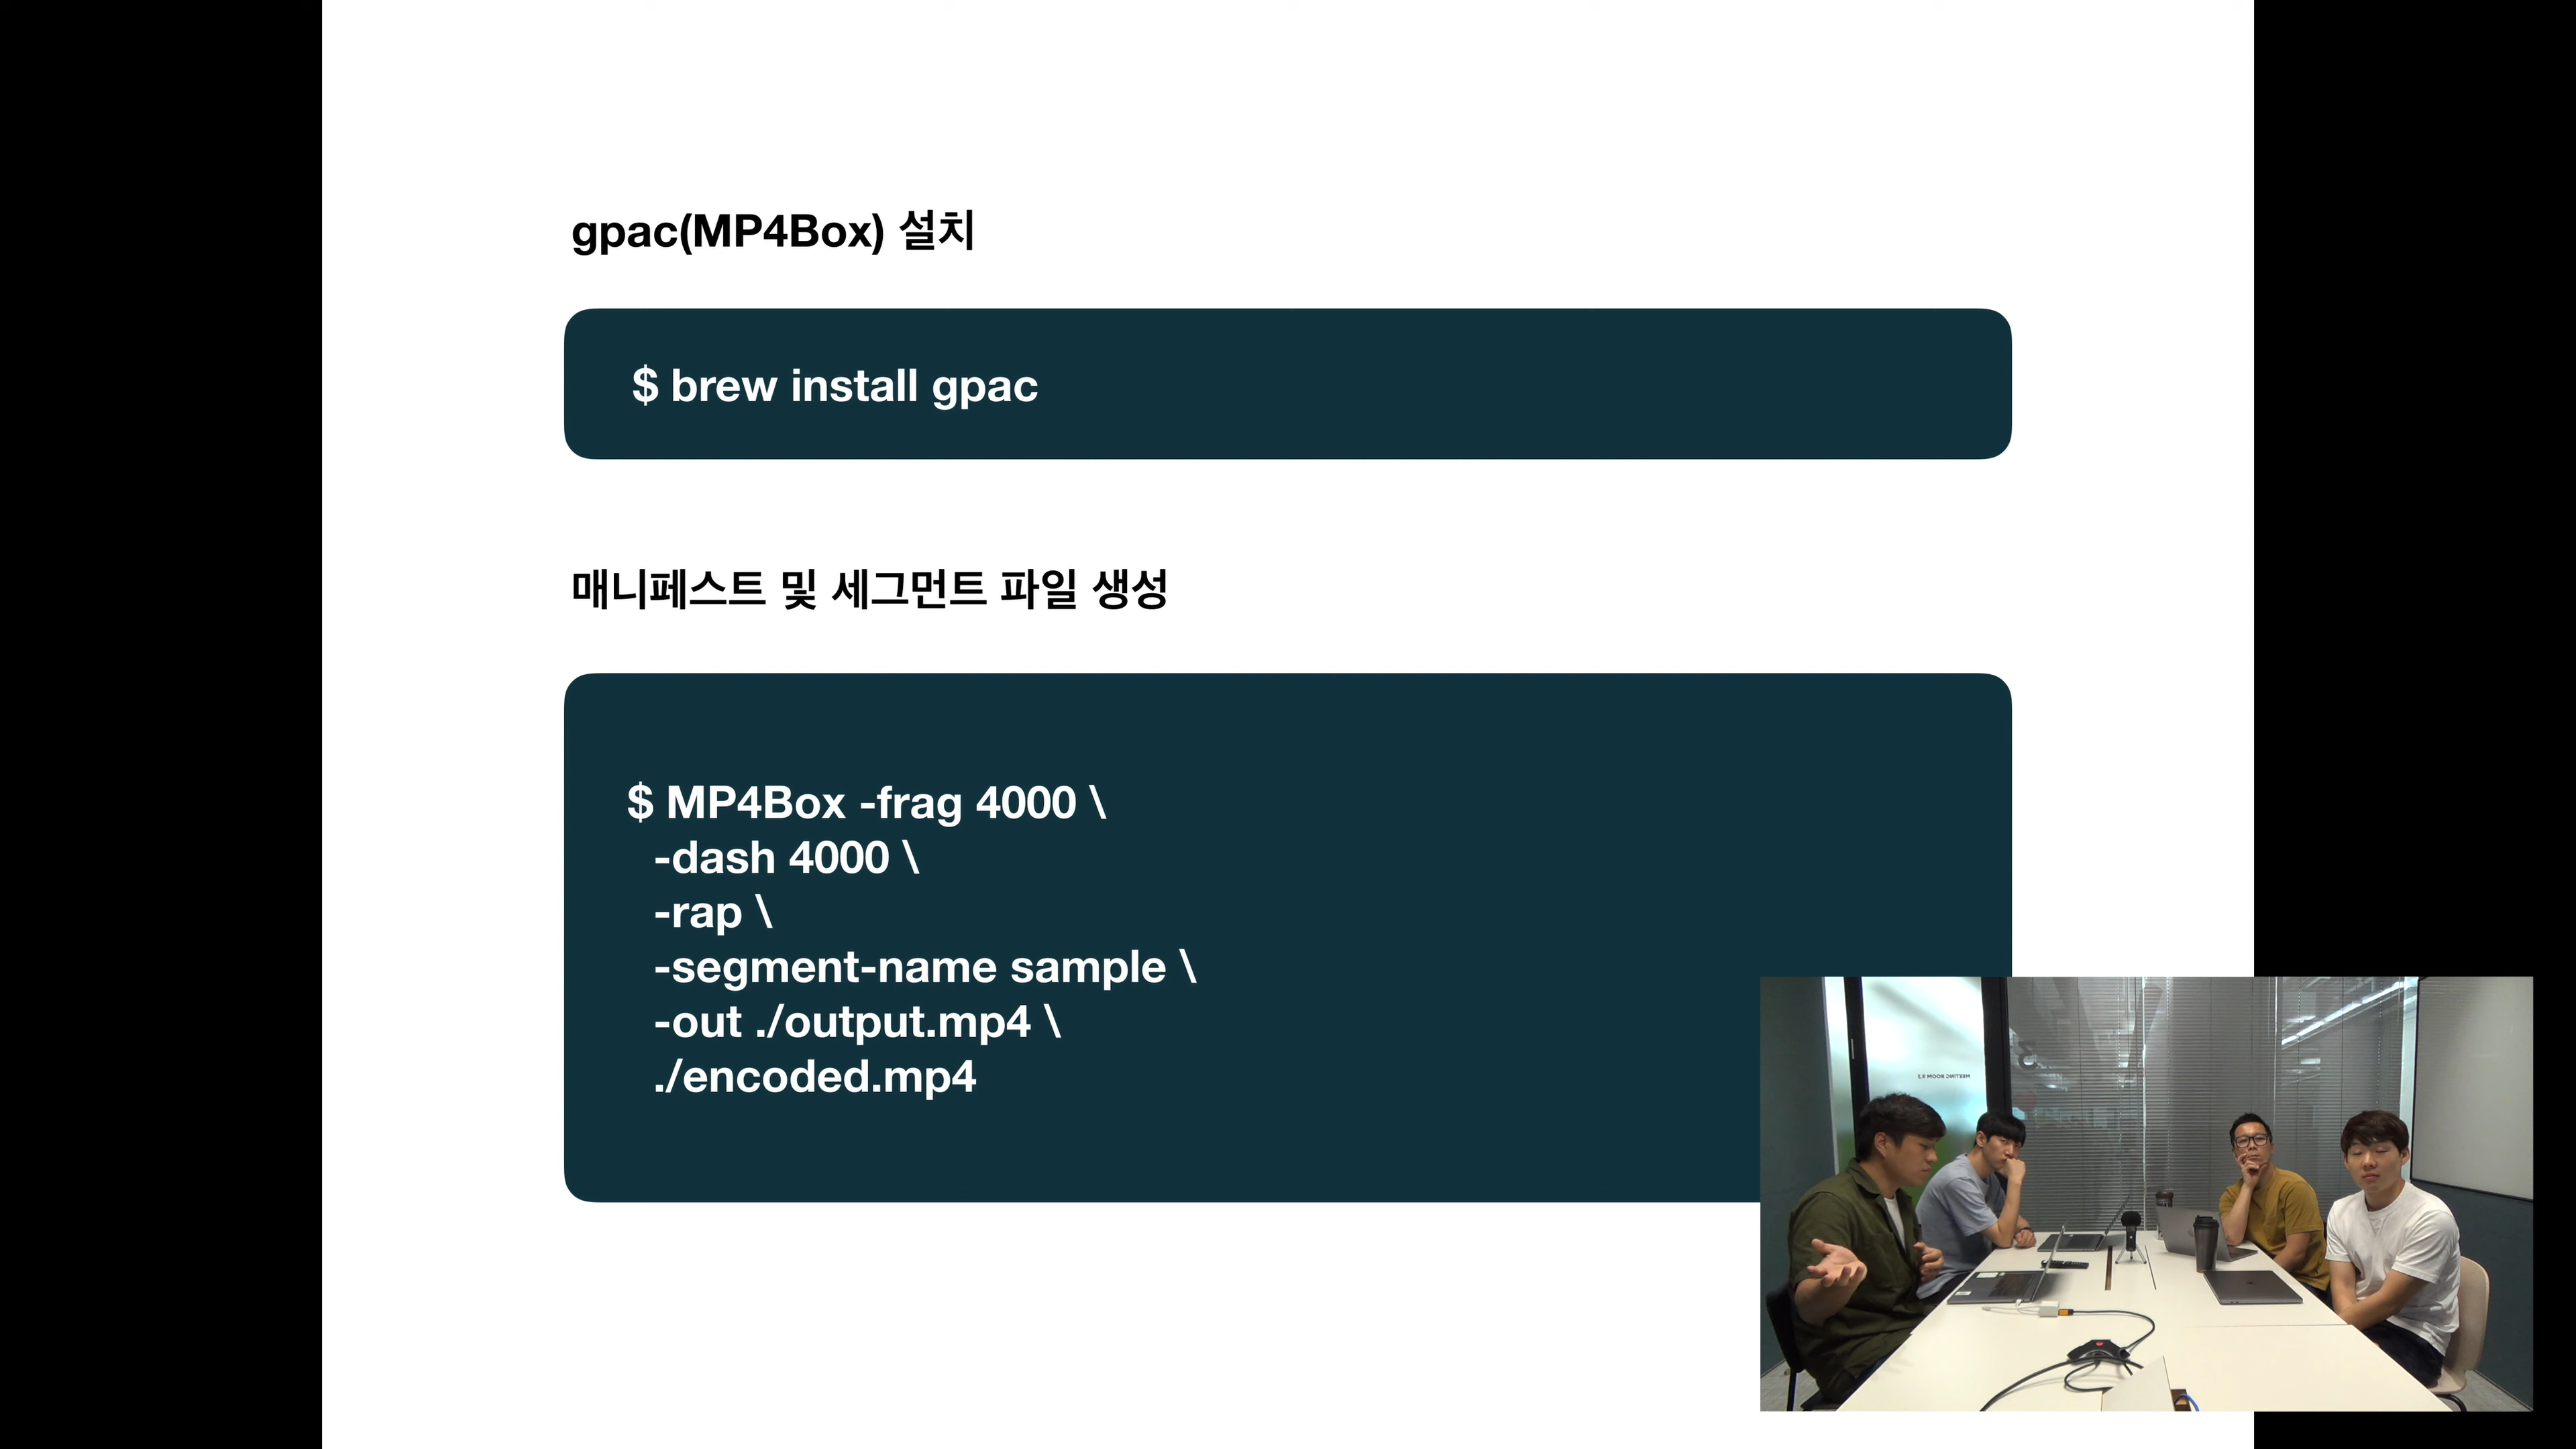 gpac(MP4Box) 설치
$ brew install gpac
매니페스트 및 세그먼트 파일 생성
$ MP4Box -frag 4000 \
-dash 4000 \
-rap \
-segment-name sample \
-out ./output.mp4 \
./encoded.mp4